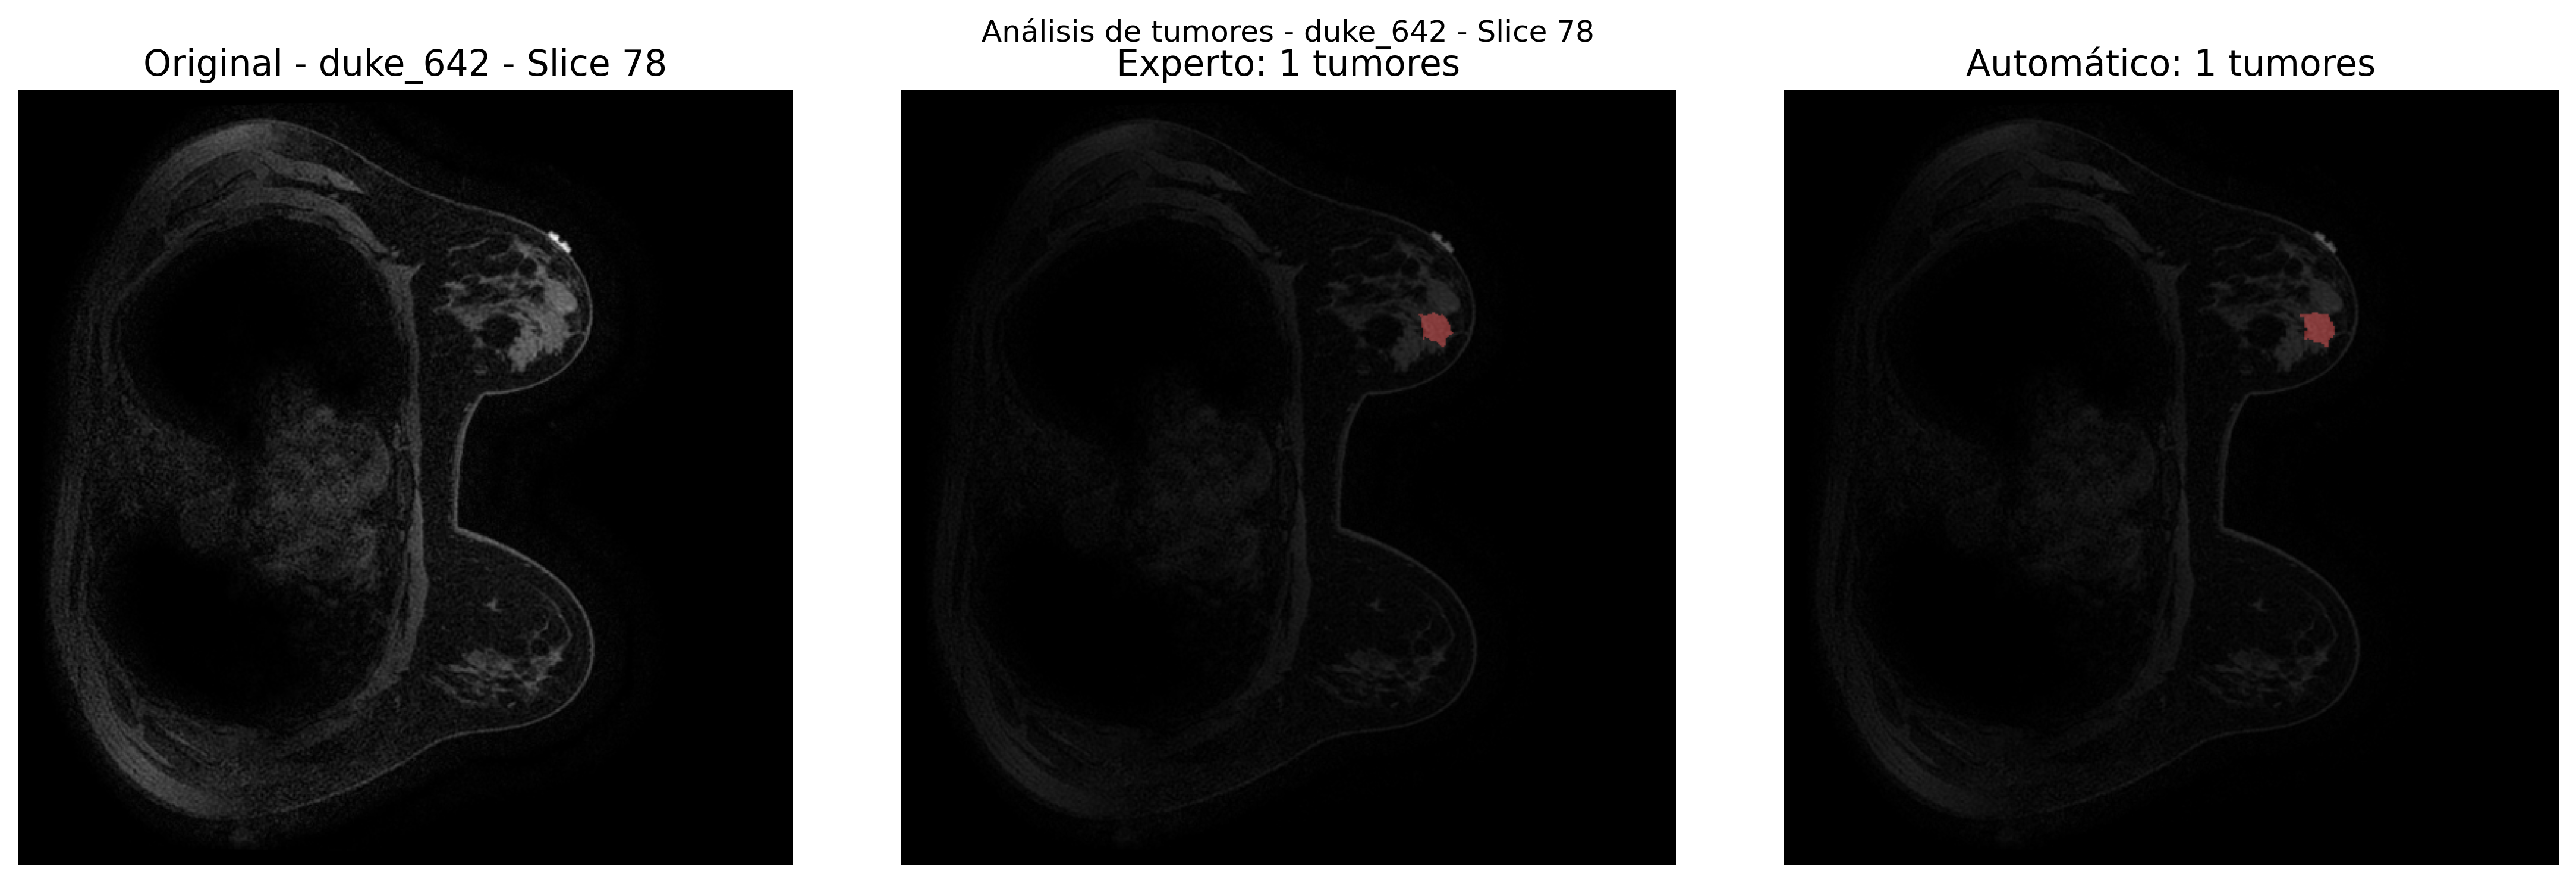 Análisis de tumores - duke_642 - Slice 78
Original - duke_642 - Slice 78
Experto: 1 tumores
Automático: 1 tumores